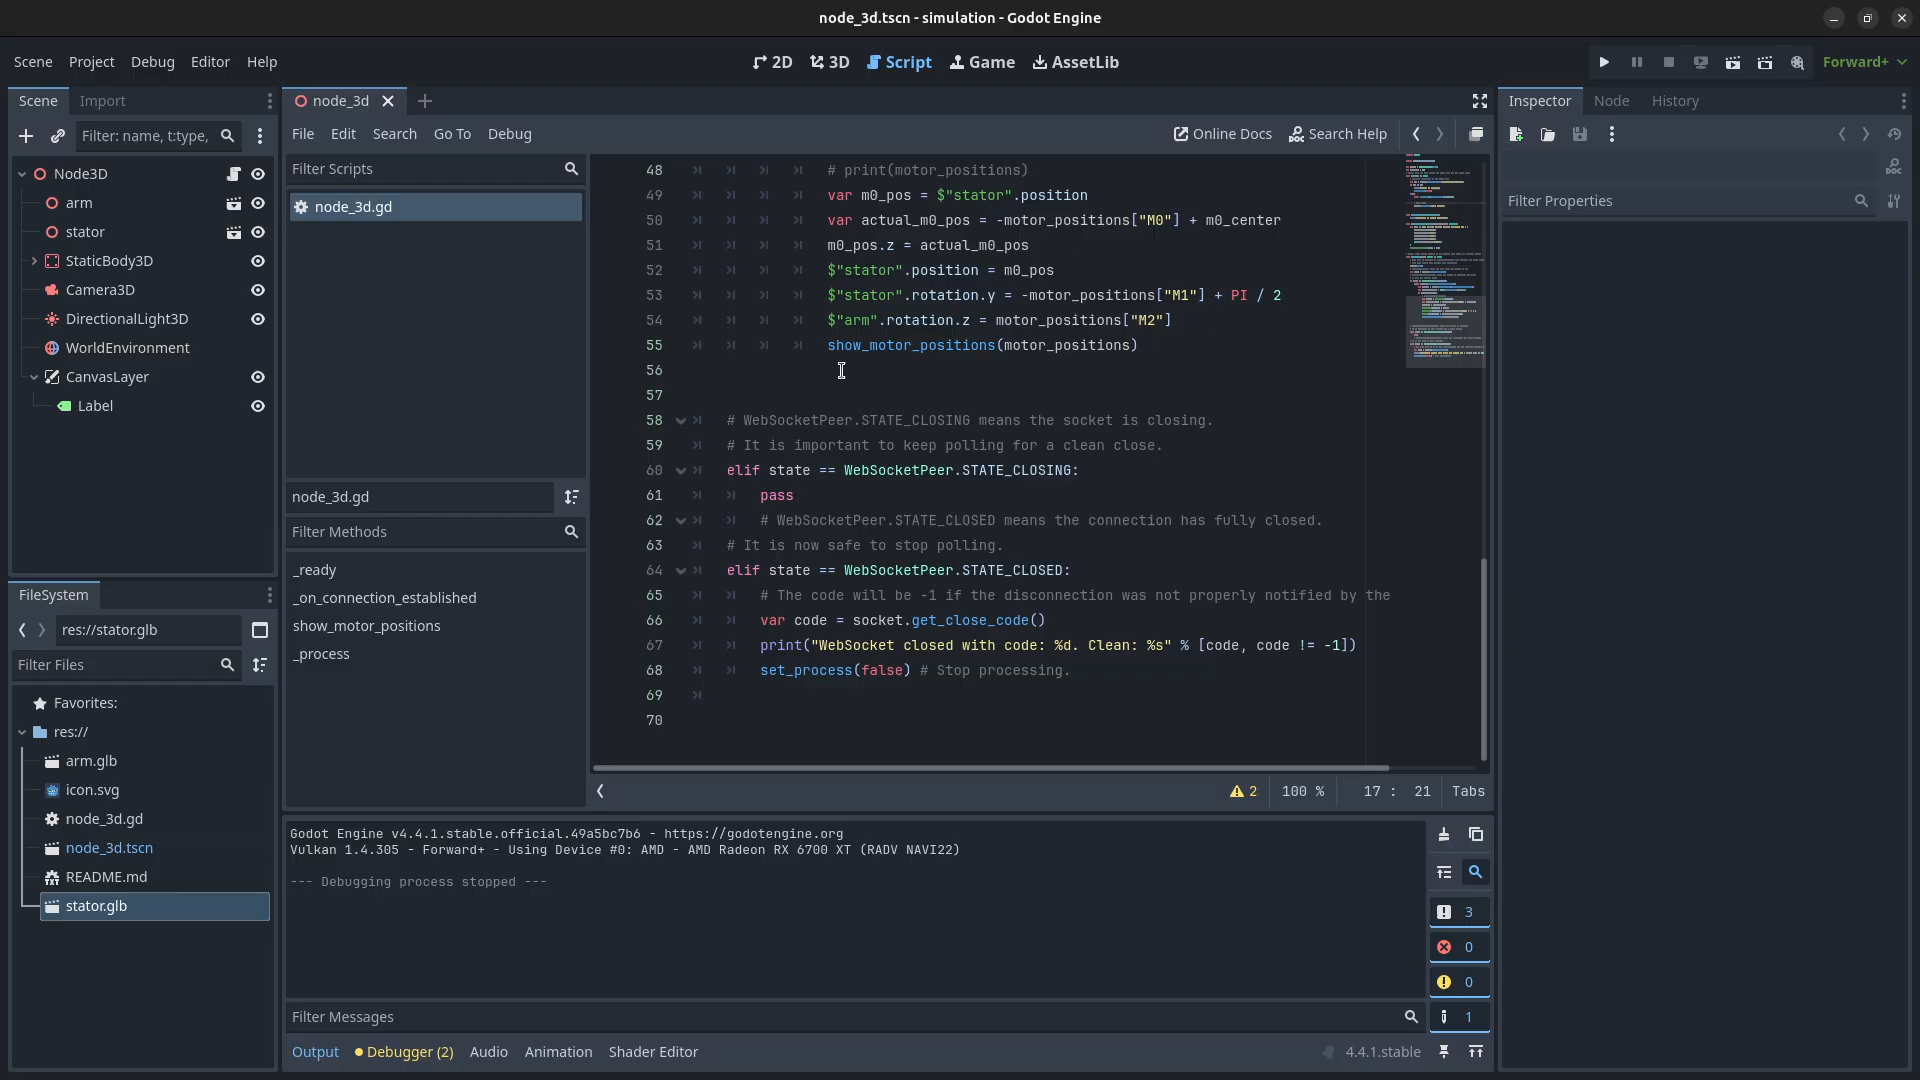 node_3d.tscn - simulation - Godot Engine
Scene Project Debug Editor Help
2D 3D Script Game AssetLib
Forward+
Scene Import
Filter: name, t:type,
Node3D
arm
stator
StaticBody3D
Camera3D
DirectionalLight3D
WorldEnvironment
CanvasLayer
Label
FileSystem
res://stator.glb
Filter Files
Favorites:
res://
arm.glb
icon.svg
node_3d.gd
node_3d.tscn
README.md
stator.glb
node_3d
File Edit Search Go To Debug
Online Docs Search Help
Filter Scripts
node_3d.gd
node_3d.gd
Filter Methods
_ready
_on_connection_established
show_motor_positions
_process
48 # print(motor_positions)
49 var m0_pos = $"stator".position
50 var actual_m0_pos = -motor_positions["M0"] + m0_center
51 m0_pos.z = actual_m0_pos
52 $"stator".position = m0_pos
53 $"stator".rotation.y = -motor_positions["M1"] + PI / 2
54 $"arm".rotation.z = motor_positions["M2"]
55 show_motor_positions(motor_positions)
56
57
58 # WebSocketPeer.STATE_CLOSING means the socket is closing.
59 # It is important to keep polling for a clean close.
60 elif state == WebSocketPeer.STATE_CLOSING:
61 pass
62 # WebSocketPeer.STATE_CLOSED means the connection has fully closed.
63 # It is now safe to stop polling.
64 elif state == WebSocketPeer.STATE_CLOSED:
65 # The code will be -1 if the disconnection was not properly notified by the
66 var code = socket.get_close_code()
67 print("WebSocket closed with code: %d. Clean: %s" % [code, code != -1])
68 set_process(false) # Stop processing.
69
70
2 100 % 17 : 21 Tabs
Godot Engine v4.4.1.stable.official.49a5bc7b6 - https://godotengine.org
Vulkan 1.4.305 - Forward+ - Using Device #0: AMD - AMD Radeon RX 6700 XT (RADV NAVI22)
--- Debugging process stopped ---
3
0
0
1
Filter Messages
Output Debugger (2) Audio Animation Shader Editor
4.4.1.stable
Inspector Node History
Filter Properties